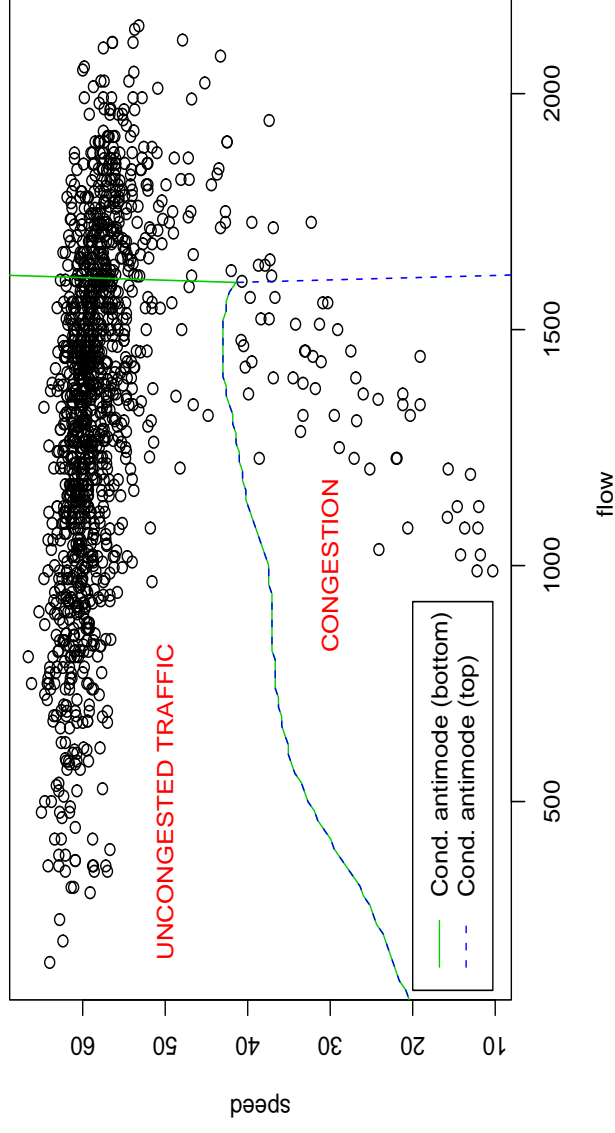 60
50
40
30
20
10
speed
UNCONGESTED TRAFFIC
CONGESTION
Cond. antimode (bottom)
Cond. antimode (top)
500
1000
1500
2000
flow